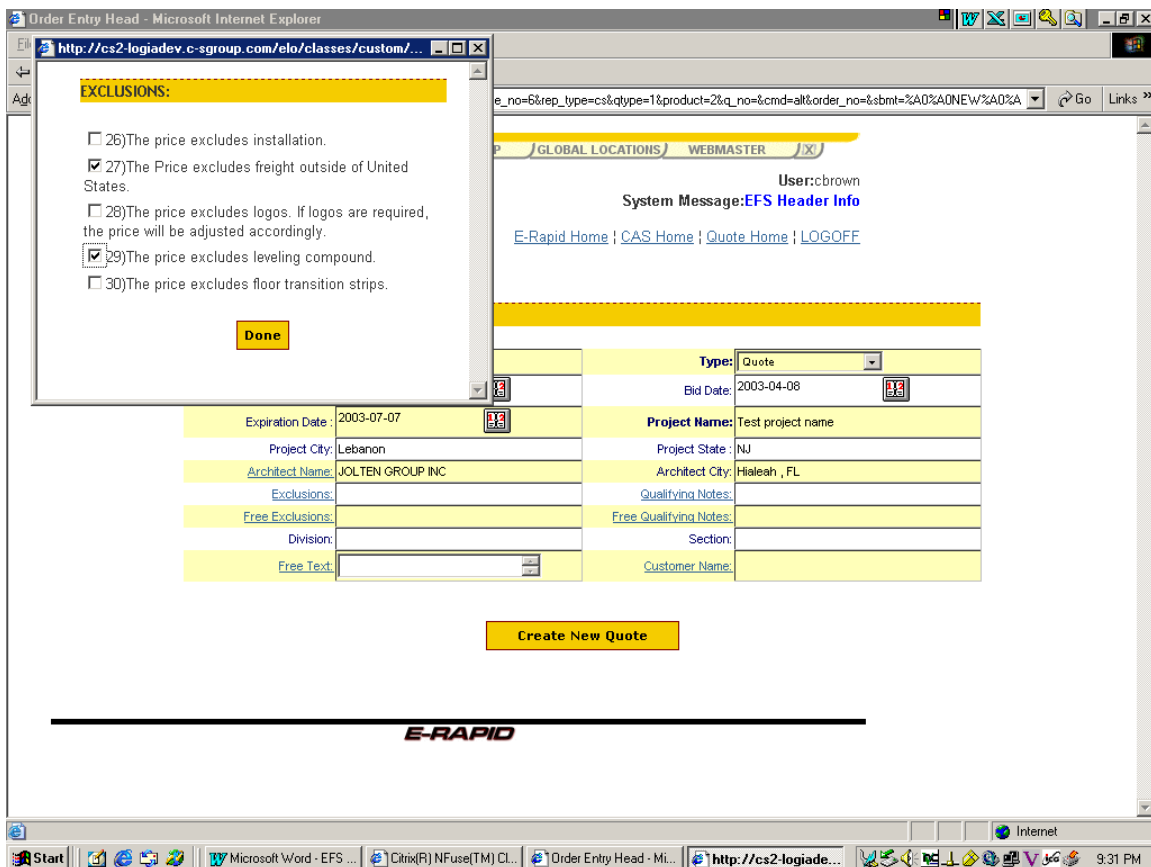 Order Entry Head - Microsoft Internet Explorer
http://cs2-logiadev.c-sgroup.com/elo/classes/custom/...
EXCLUSIONS:
26)The price excludes installation.
27)The Price excludes freight outside of United
States.
28)The price excludes logos. If logos are required,
the price will be adjusted accordingly.
29)The price excludes leveling compound.
30)The price excludes floor transition strips.
Done
e_no=6&rep_type=cs&qtype=1&product=2&q_no=&cmd=alt&order_no=&sbmt=%A0%A0NEW%A0%A
Go
Links »
GLOBAL LOCATIONS
WEBMASTER
X
User:cbrown
System Message:EFS Header Info
E-Rapid Home ¦ CAS Home ¦ Quote Home ¦ LOGOFF
Type: Quote
Bid Date: 2003-04-08
Expiration Date : 2003-07-07
Project Name: Test project name
Project City: Lebanon
Project State : NJ
Architect Name: JOLTEN GROUP INC
Architect City: Hialeah , FL
Exclusions:
Qualifying Notes:
Free Exclusions:
Free Qualifying Notes:
Division:
Section:
Free Text:
Customer Name:
Create New Quote
E-RAPID
Internet
Start
Microsoft Word - EFS ...
Citrix(R) NFuse(TM) Cl...
Order Entry Head - Mi...
http://cs2-logiade...
9:31 PM